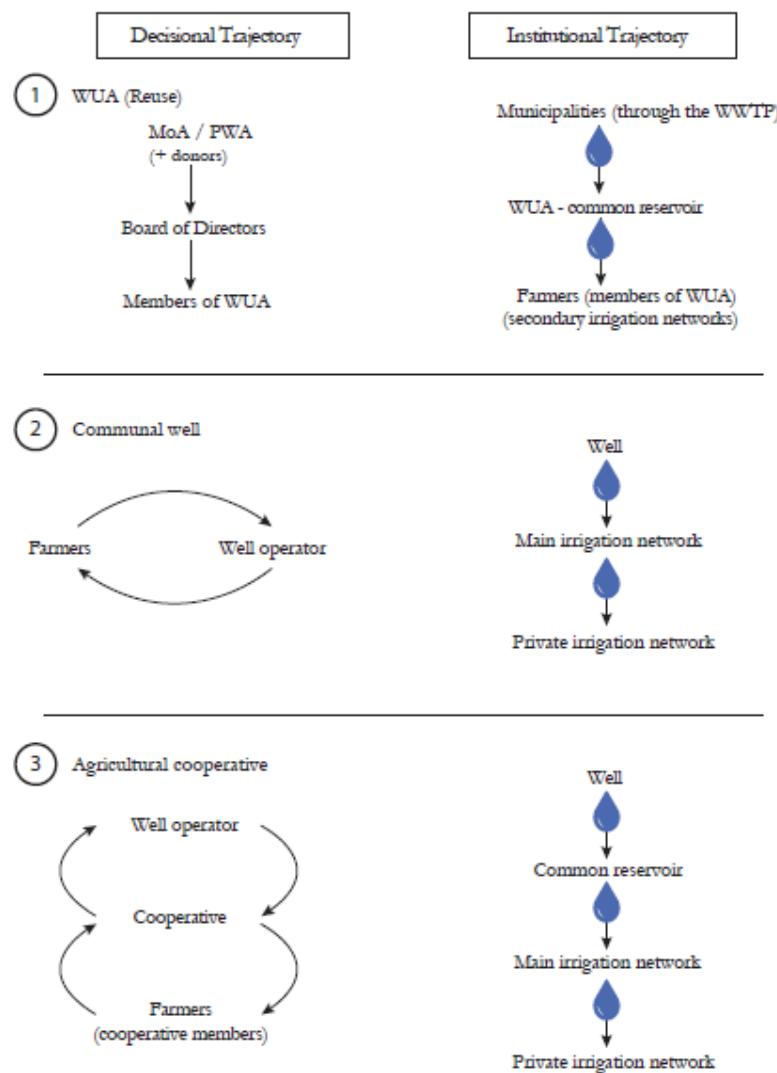 Decisional Trajectory
Institutional Trajectory
1
WUA (Reuse)
MoA / PWA
(+ donors)
Board of Directors
Members of WUA
Municipalities (through the WWTP)
WUA - common reservoir
Farmers (members of WUA)
(secondary irrigation networks)
2
Communal well
Farmers
Well operator
Well
Main irrigation network
Private irrigation network
3
Agricultural cooperative
Well operator
Cooperative
Farmers
(cooperative members)
Well
Common reservoir
Main irrigation network
Private irrigation network